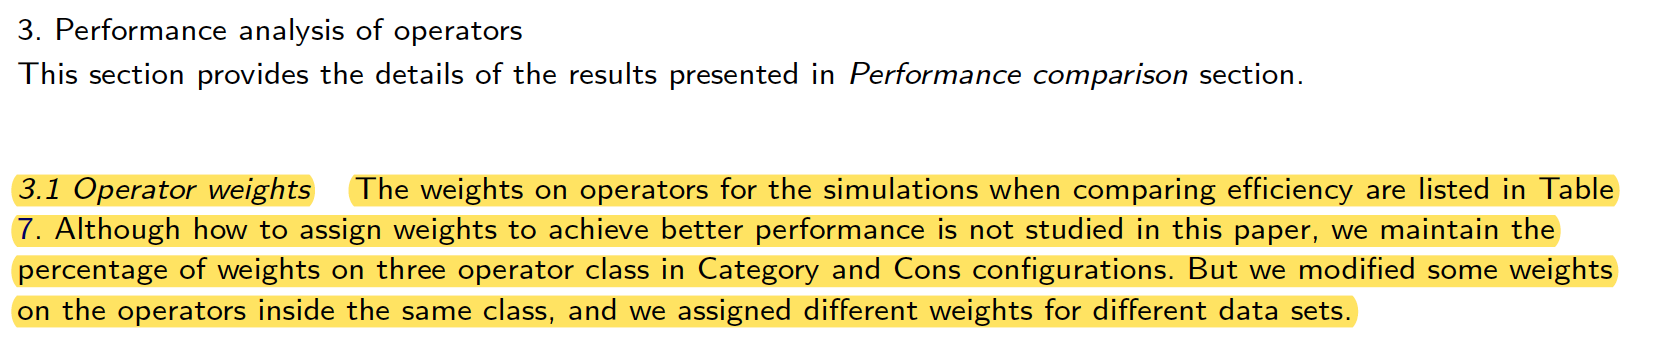 3. Performance analysis of operators
This section provides the details of the results presented in Performance comparison section.
3.1 Operator weights The weights on operators for the simulations when comparing efficiency are listed in Table
7. Although how to assign weights to achieve better performance is not studied in this paper, we maintain the
percentage of weights on three operator class in Category and Cons configurations. But we modified some weights
on the operators inside the same class, and we assigned different weights for different data sets.